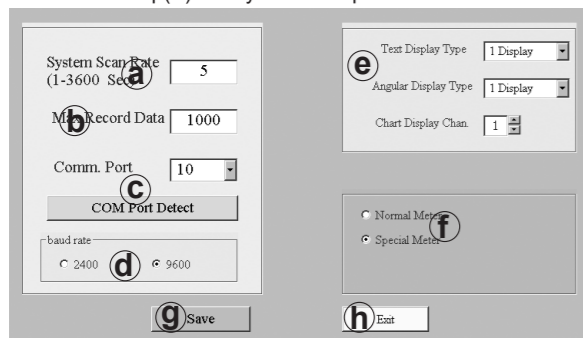 System Scan Rate
(1-3600 Sec)
a
5
b
Max Record Data
1000
Comm. Port
10
c
COM Port Detect
baud rate
2400
d
9600
g
Save
e
Text Display Type
1 Display
Angular Display Type
1 Display
Chart Display Chan.
1
Normal Meter
f
Special Meter
h
Exit